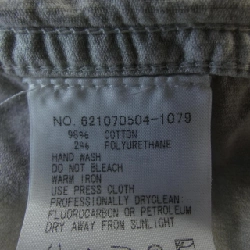 NO. 62107D504-1079
98% COTTON
2% POLYURETHANE
HAND WASH
DO NOT BLEACH
WARM IRON
USE PRESS CLOTH
PROFESSIONALLY DRYCLEAN
FLUOROCARBON OR PETROLEUM
DRY AWAY FROM SUNLIGHT